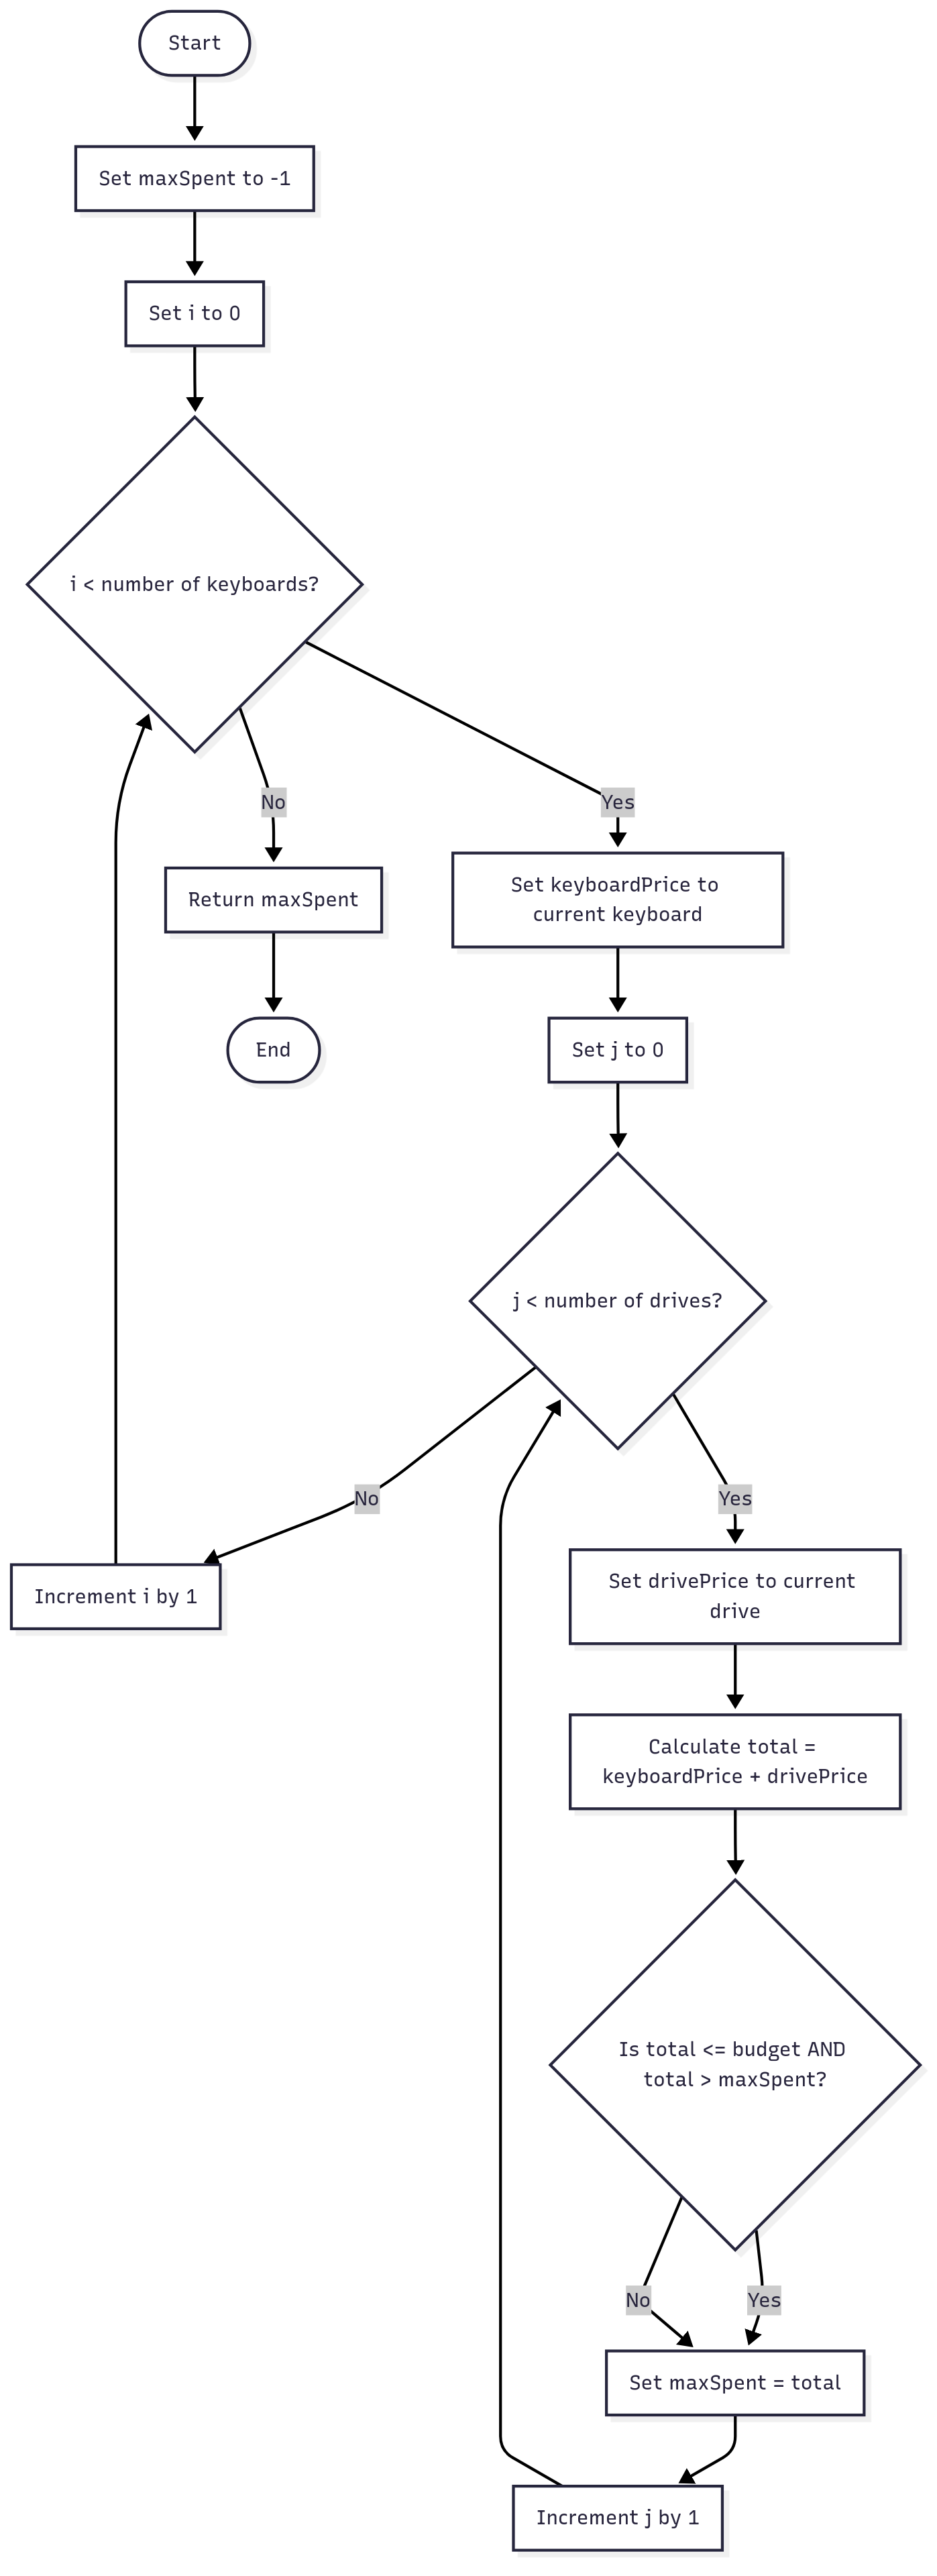 Start
Set maxSpent to -1
Set i to 0
i < number of keyboards?
No
Yes
Return maxSpent
Set keyboardPrice to
current keyboard
End
Set j to 0
j < number of drives?
No
Yes
Increment i by 1
Set drivePrice to current
drive
Calculate total =
keyboardPrice + drivePrice
Is total <= budget AND
total > maxSpent?
No
Yes
Set maxSpent = total
Increment j by 1